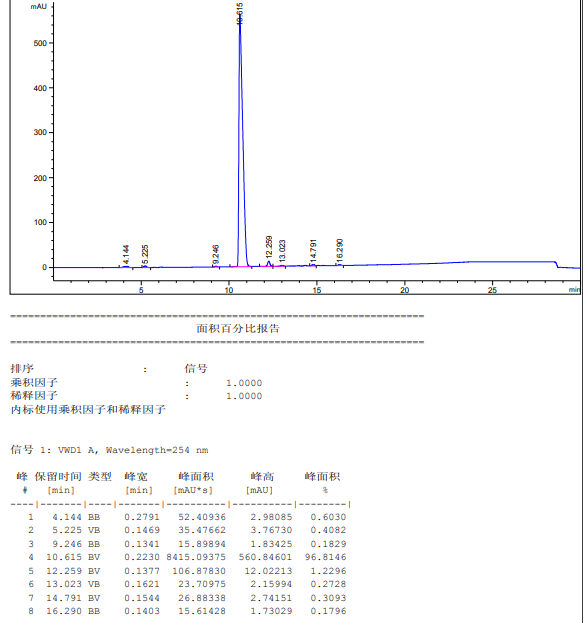 mAU
10.615
500
400
300
200
100
0
4.144
5.225
9.246
12.259
13.023
14.791
16.290
5 10 15 20 25 min
=====================================================================
面积百分比报告
=====================================================================
排序 : 信号
乘积因子 : 1.0000
稀释因子 : 1.0000
内标使用乘积因子和稀释因子
信号 1: VWD1 A, Wavelength=254 nm
峰 保留时间 类型 峰宽 峰面积 峰高 峰面积
# [min] [min] [mAU*s] [mAU] %
----|-------|----|-------|----------|----------|--------|
1 4.144 BB 0.2791 52.40936 2.98085 0.6030
2 5.225 VB 0.1469 35.47662 3.76730 0.4082
3 9.246 BB 0.1341 15.89894 1.83425 0.1829
4 10.615 BV 0.2230 8415.09375 560.84601 96.8146
5 12.259 BV 0.1377 106.87830 12.02213 1.2296
6 13.023 VB 0.1621 23.70975 2.15994 0.2728
7 14.791 BV 0.1544 26.88338 2.74151 0.3093
8 16.290 BB 0.1403 15.61428 1.73029 0.1796